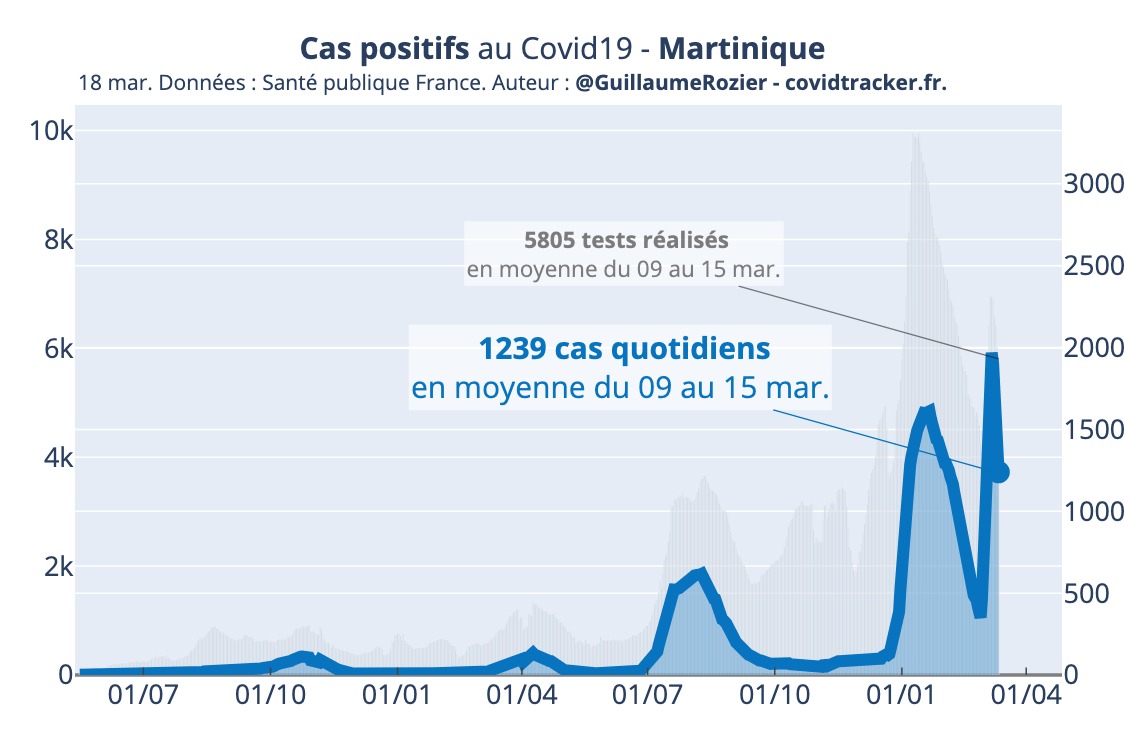 Cas positifs au Covid19 - Martinique
18 mar. Données : Santé publique France. Auteur : @GuillaumeRozier - covidtracker.fr.
10k
8k
6k
4k
2k
0
3000
2500
2000
1500
1000
500
0
5805 tests réalisés
en moyenne du 09 au 15 mar.
1239 cas quotidiens
en moyenne du 09 au 15 mar.
01/07
01/10
01/01
01/04
01/07
01/10
01/01
01/04